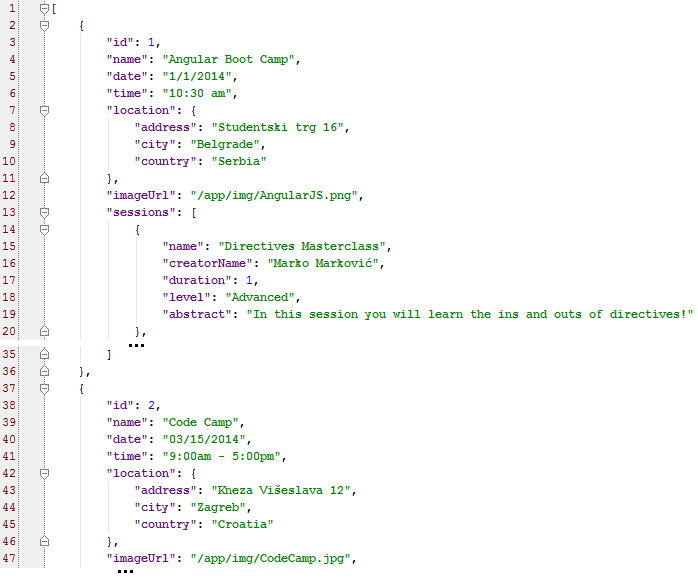 1 [
2 {
3 "id": 1,
4 "name": "Angular Boot Camp",
5 "date": "1/1/2014",
6 "time": "10:30 am",
7 "location": {
8 "address": "Studentski trg 16",
9 "city": "Belgrade",
10 "country": "Serbia"
11 },
12 "imageUrl": "/app/img/AngularJS.png",
13 "sessions": [
14 {
15 "name": "Directives Masterclass",
16 "creatorName": "Marko Marković",
17 "duration": 1,
18 "level": "Advanced",
19 "abstract": "In this session you will learn the ins and outs of directives!"
20 },
...
35 ]
36 },
37 {
38 "id": 2,
39 "name": "Code Camp",
40 "date": "03/15/2014",
41 "time": "9:00am - 5:00pm",
42 "location": {
43 "address": "Kneza Višeslava 12",
44 "city": "Zagreb",
45 "country": "Croatia"
46 },
47 "imageUrl": "/app/img/CodeCamp.jpg",
...